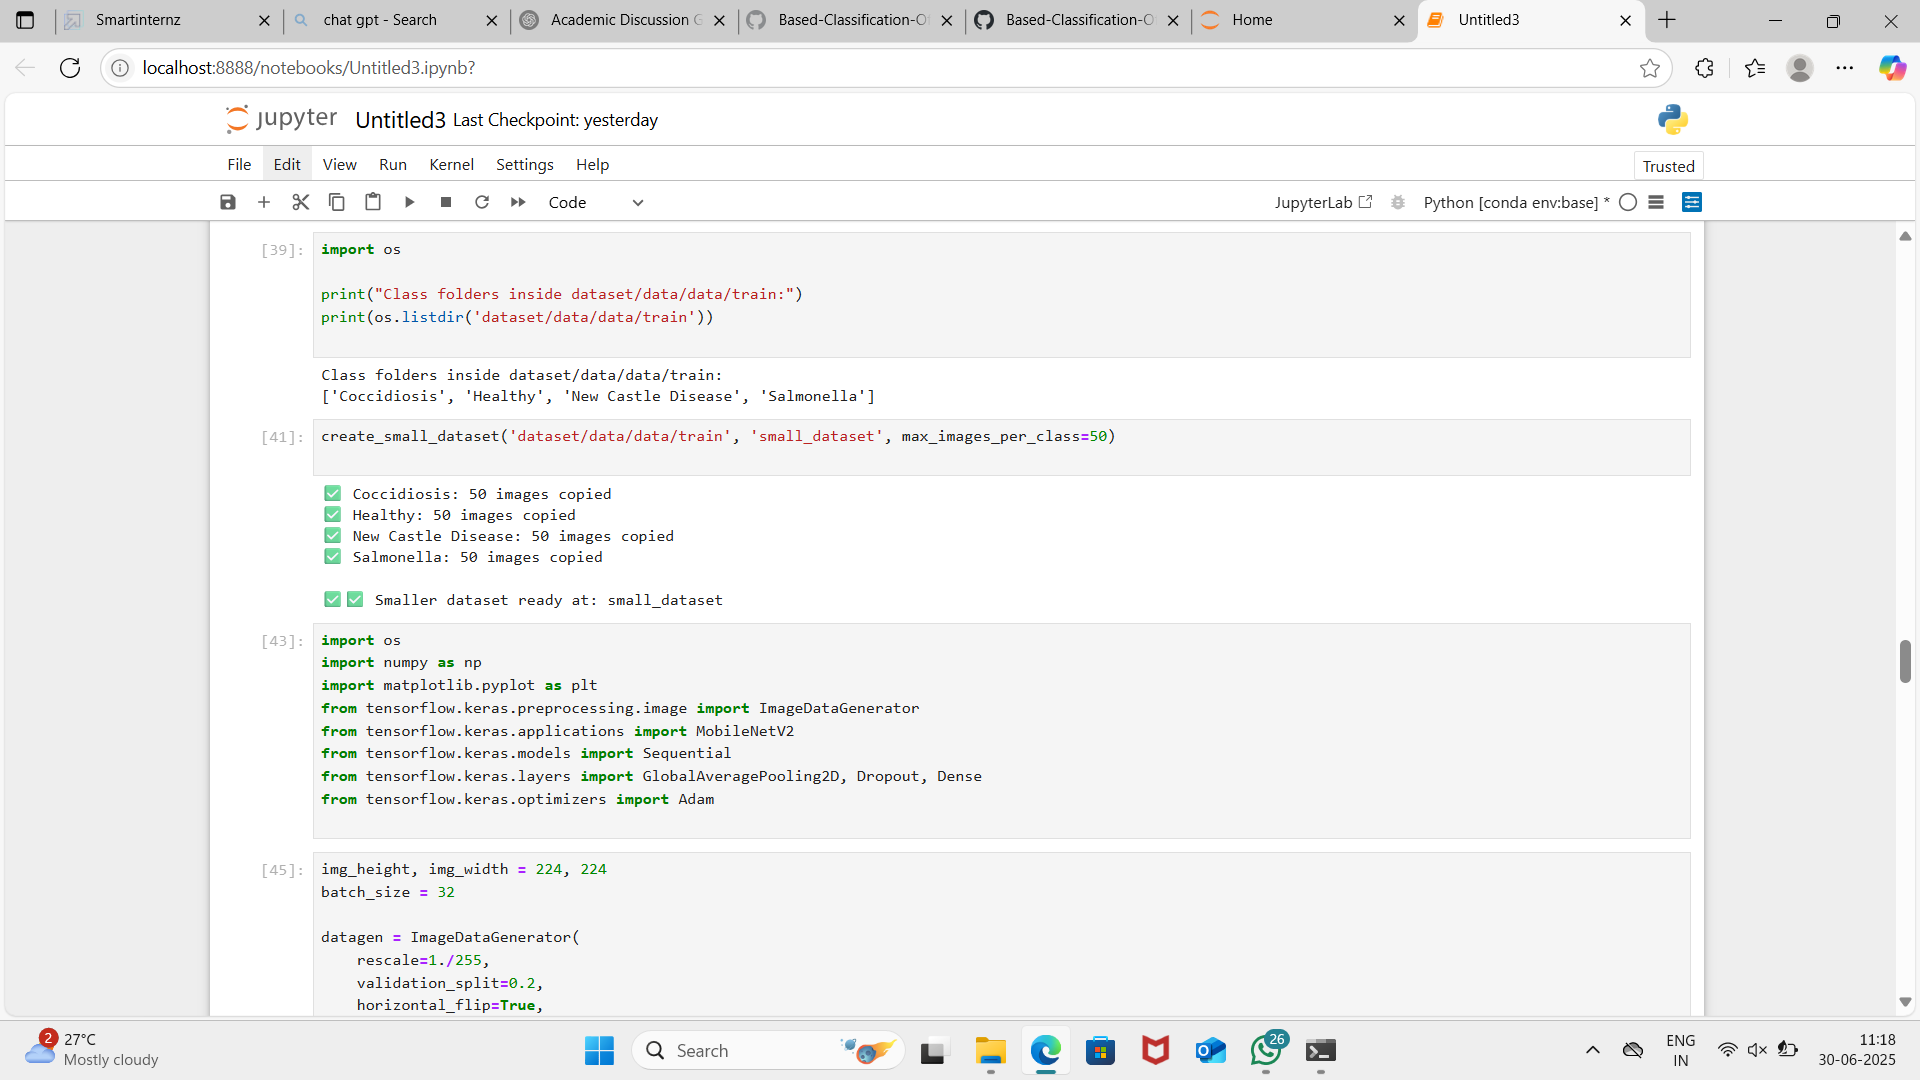 Smartinternz
chat gpt - Search
Academic Discussion G
Based-Classification-O
Based-Classification-O
Home
Untitled3
localhost:8888/notebooks/Untitled3.ipynb?
jupyter Untitled3 Last Checkpoint: yesterday
File Edit View Run Kernel Settings Help
Trusted
Code
JupyterLab
Python [conda env:base] *
[39]: import os
print("Class folders inside dataset/data/data/train:")
print(os.listdir('dataset/data/data/train'))
Class folders inside dataset/data/data/train:
['Coccidiosis', 'Healthy', 'New Castle Disease', 'Salmonella']
[41]: create_small_dataset('dataset/data/data/train', 'small_dataset', max_images_per_class=50)
✅ Coccidiosis: 50 images copied
✅ Healthy: 50 images copied
✅ New Castle Disease: 50 images copied
✅ Salmonella: 50 images copied
✅✅ Smaller dataset ready at: small_dataset
[43]: import os
import numpy as np
import matplotlib.pyplot as plt
from tensorflow.keras.preprocessing.image import ImageDataGenerator
from tensorflow.keras.applications import MobileNetV2
from tensorflow.keras.models import Sequential
from tensorflow.keras.layers import GlobalAveragePooling2D, Dropout, Dense
from tensorflow.keras.optimizers import Adam
[45]: img_height, img_width = 224, 224
batch_size = 32
datagen = ImageDataGenerator(
rescale=1./255,
validation_split=0.2,
horizontal_flip=True,
2
27°C
Mostly cloudy
Search
26
ENG
IN
11:18
30-06-2025